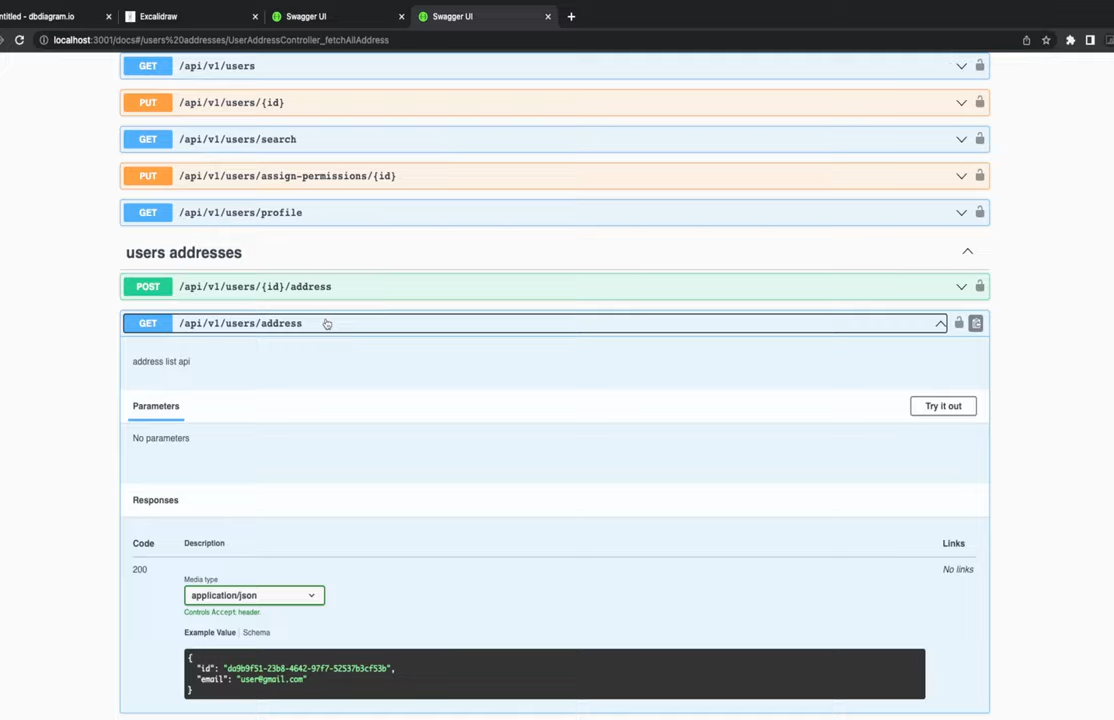 ntitled - dbdiagram.io
Excalidraw
Swagger UI
Swagger UI
localhost:3001/docs#/users%20addresses/UserAddressController_fetchAllAddress
GET /api/v1/users
PUT /api/v1/users/{id}
GET /api/v1/users/search
PUT /api/v1/users/assign-permissions/{id}
GET /api/v1/users/profile
users addresses
POST /api/v1/users/{id}/address
GET /api/v1/users/address
address list api
Parameters
Try it out
No parameters
Responses
Code Description Links
200 No links
Media type
application/json
Controls Accept header.
Example Value | Schema
{
"id": "da9b9f51-23b8-4642-97f7-52537b3cf53b",
"email": "user@gmail.com"
}